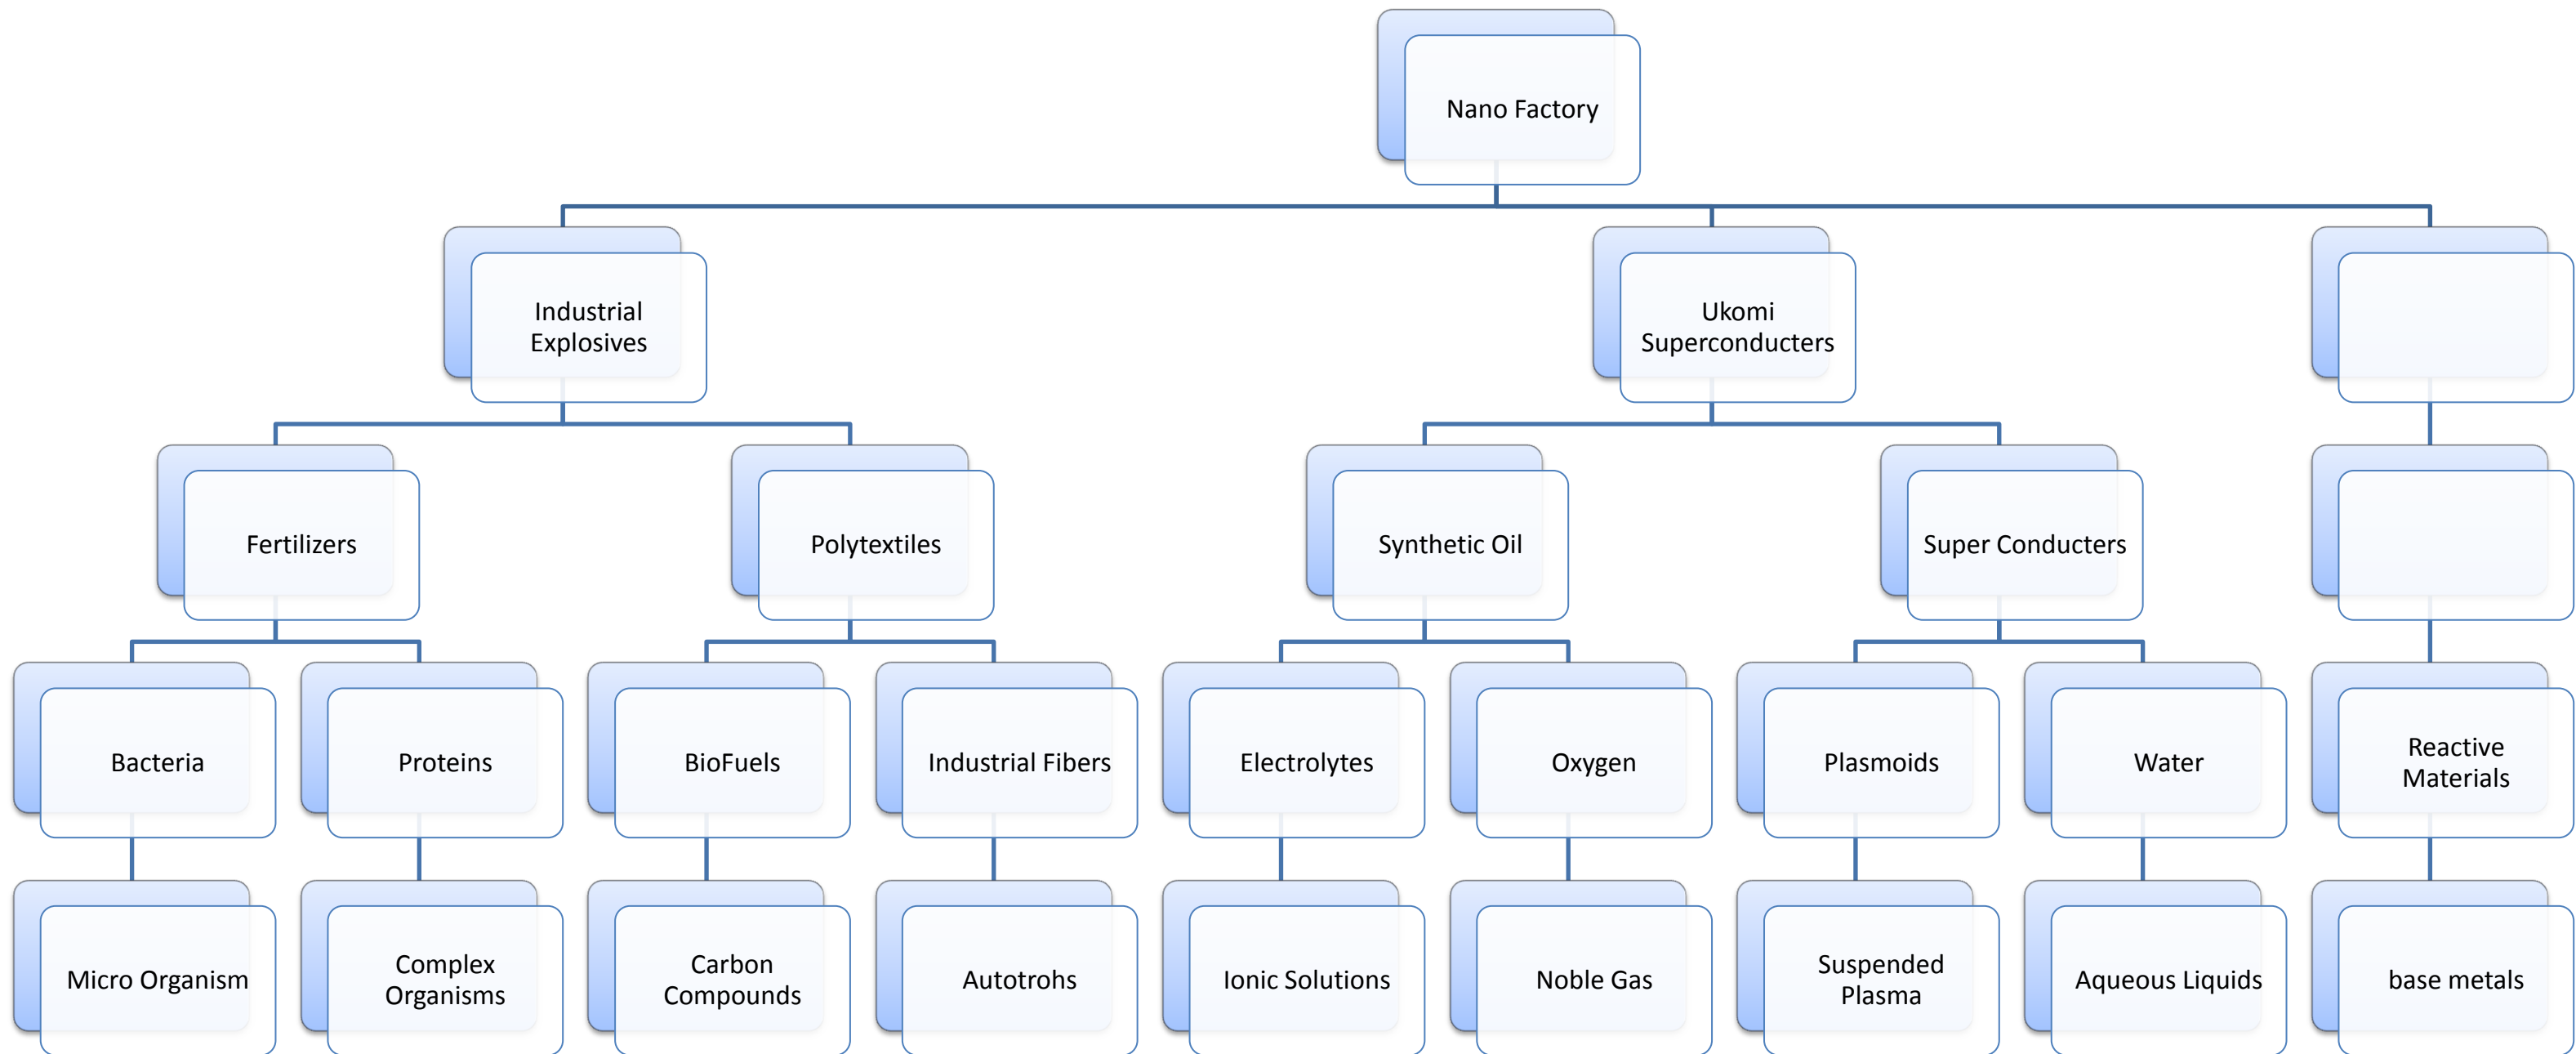 Nano Factory
Industrial
Explosives
Ukomi
Superconducters
Fertilizers
Polytextiles
Synthetic Oil
Super Conducters
Bacteria
Proteins
BioFuels
Industrial Fibers
Electrolytes
Oxygen
Plasmoids
Water
Reactive
Materials
Micro Organism
Complex
Organisms
Carbon
Compounds
Autotrohs
Ionic Solutions
Noble Gas
Suspended
Plasma
Aqueous Liquids
base metals